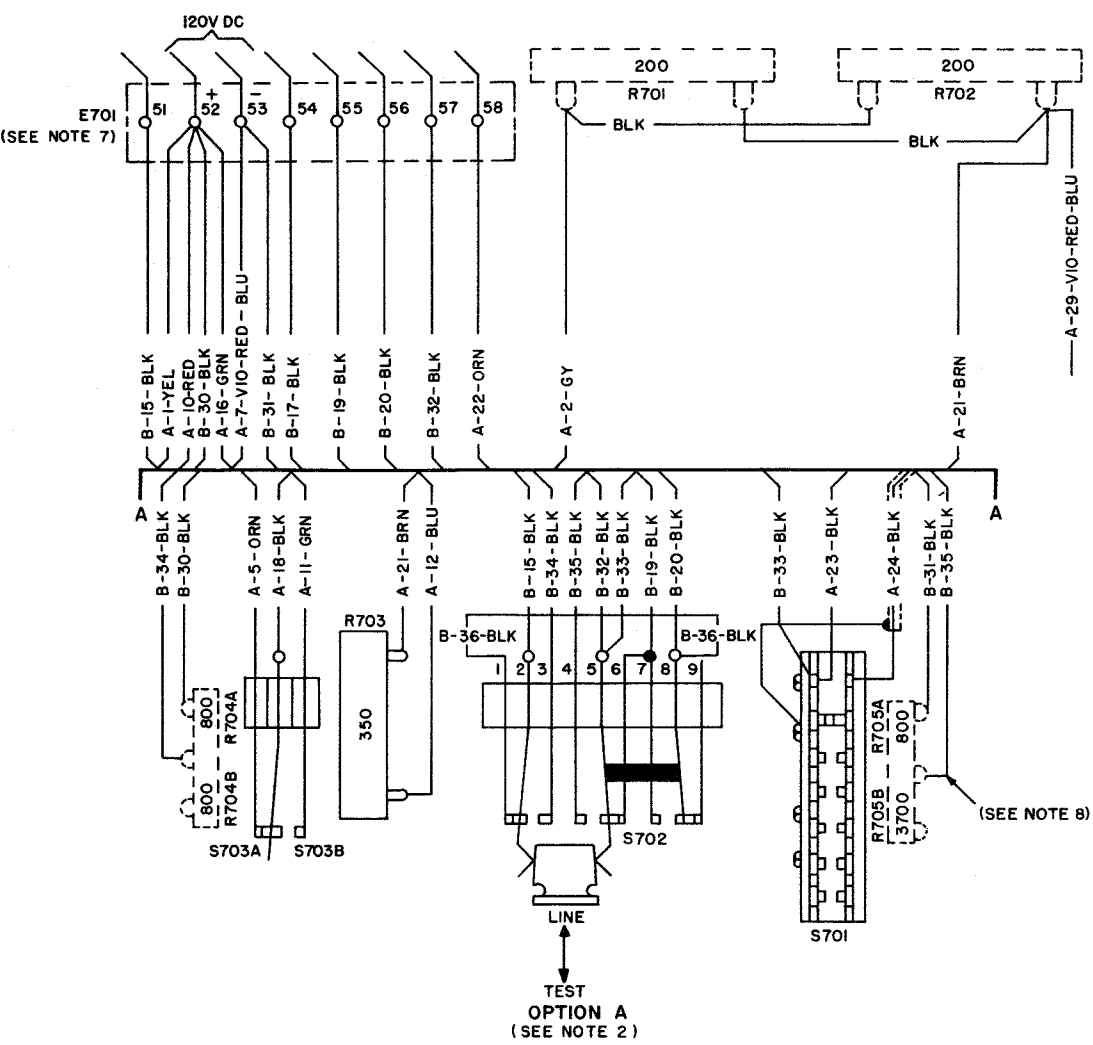 120V DC
+ −
51 52 53 54 55 56 57 58
E701
(SEE NOTE 7)
200
R701
200
R702
BLK
BLK
B-15-BLK
A-1-YEL
A-10-RED
B-30-BLK
A-16-GRN
A-7-VIO-RED-BLU
B-31-BLK
B-17-BLK
B-19-BLK
B-20-BLK
B-32-BLK
A-22-ORN
A-2-GY
A-21-BRN
A-29-VIO-RED-BLU
A
A
B-34-BLK
B-30-BLK
A-5-ORN
A-18-BLK
A-11-GRN
A-21-BRN
A-12-BLU
B-15-BLK
B-34-BLK
B-35-BLK
B-32-BLK
B-33-BLK
B-19-BLK
B-20-BLK
B-33-BLK
A-23-BLK
A-24-BLK
B-31-BLK
B-35-BLK
R703
350
B-36-BLK
B-36-BLK
1 2 3 4 5 6 7 8 9
800
R704A
800
R704B
S703A
S703B
S702
R705A
800
R705B
3700
(SEE NOTE 8)
S701
LINE
TEST
OPTION A
(SEE NOTE 2)